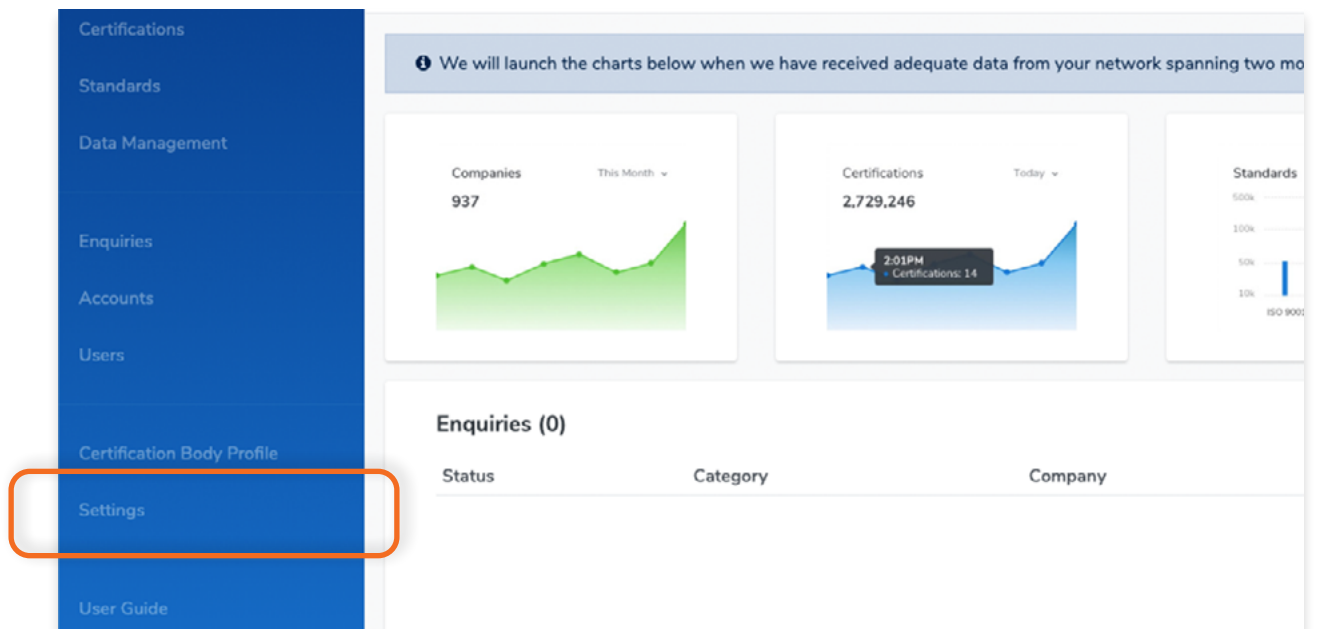 Certifications
Standards
Data Management
Enquiries
Accounts
Users
Certification Body Profile
Settings
User Guide
We will launch the charts below when we have received adequate data from your network spanning two mo
Companies
This Month
937
Certifications
Today
2,729,246
2:01PM
Certifications: 14
Standards
500k
100k
50k
10k
ISO 9001
Enquiries (0)
Status Category Company